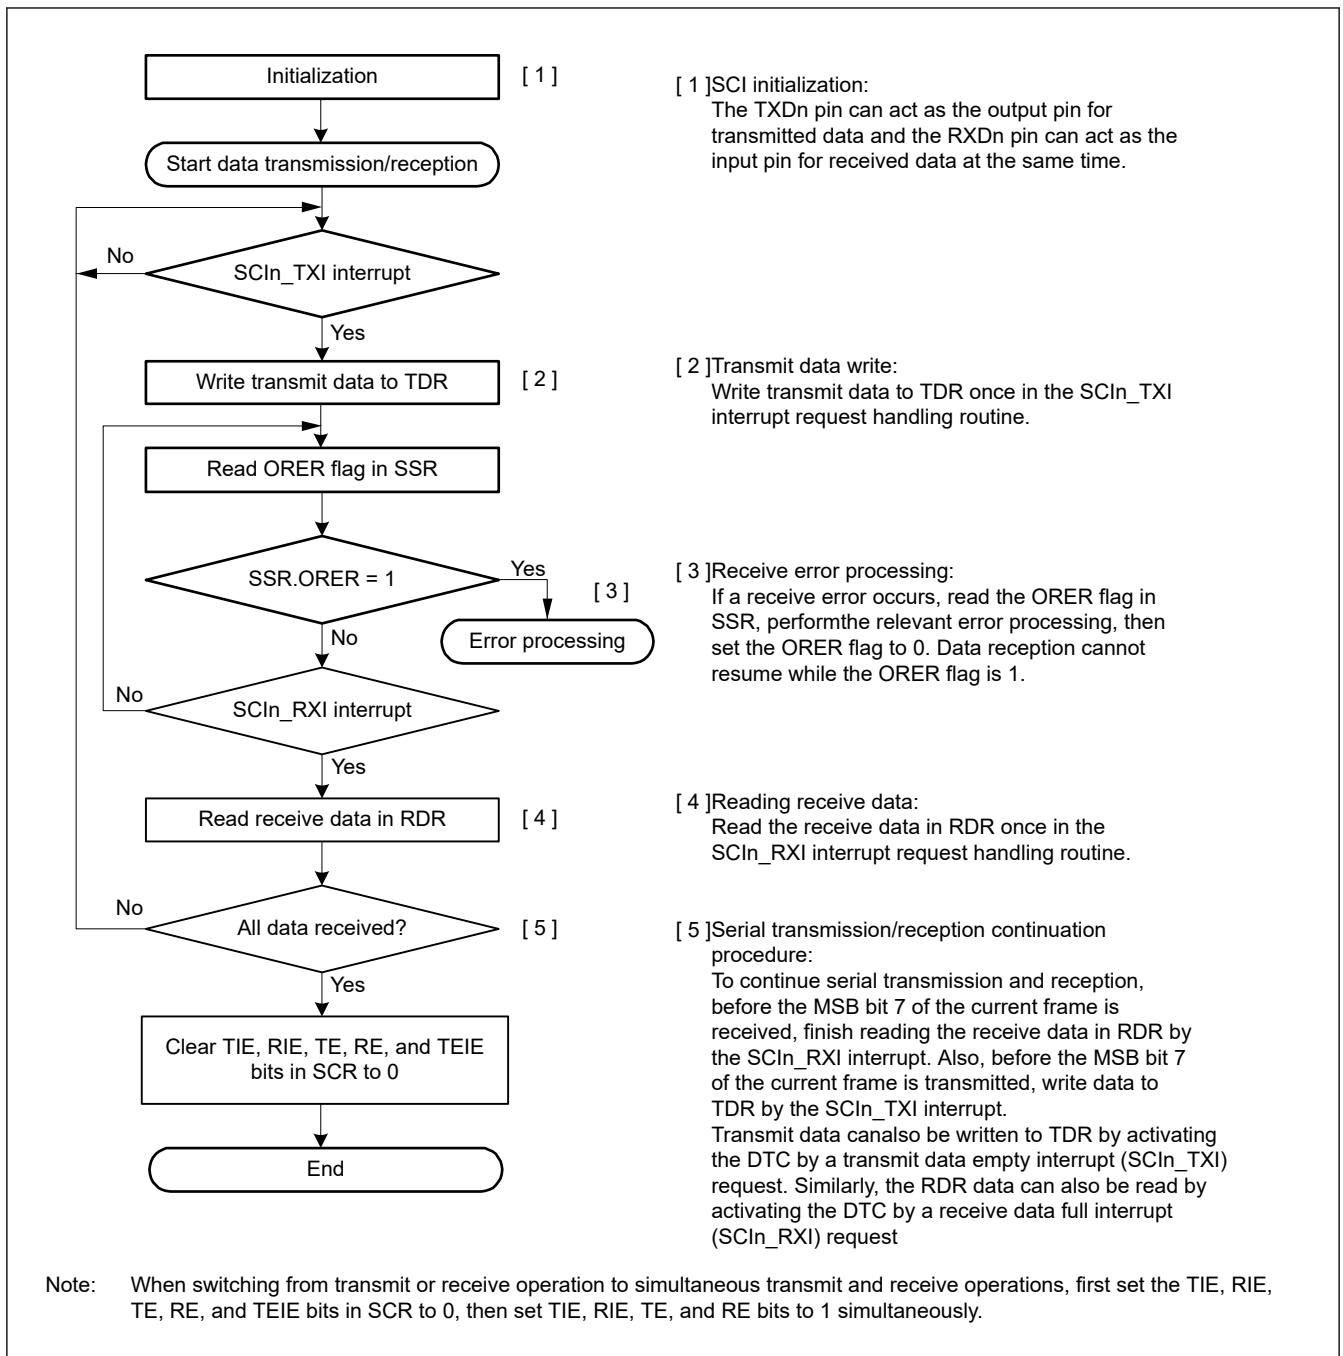 Initialization
[ 1 ]
[ 1 ]SCI initialization:
The TXDn pin can act as the output pin for
transmitted data and the RXDn pin can act as the
input pin for received data at the same time.
Start data transmission/reception
No
SCIn_TXI interrupt
Yes
Write transmit data to TDR
[ 2 ]
[ 2 ]Transmit data write:
Write transmit data to TDR once in the SCIn_TXI
interrupt request handling routine.
Read ORER flag in SSR
SSR.ORER = 1
Yes
[ 3 ]
Error processing
No
[ 3 ]Receive error processing:
If a receive error occurs, read the ORER flag in
SSR, performthe relevant error processing, then
set the ORER flag to 0. Data reception cannot
resume while the ORER flag is 1.
No
SCIn_RXI interrupt
Yes
Read receive data in RDR
[ 4 ]
[ 4 ]Reading receive data:
Read the receive data in RDR once in the
SCIn_RXI interrupt request handling routine.
No
All data received?
[ 5 ]
Yes
Clear TIE, RIE, TE, RE, and TEIE
bits in SCR to 0
End
[ 5 ]Serial transmission/reception continuation
procedure:
To continue serial transmission and reception,
before the MSB bit 7 of the current frame is
received, finish reading the receive data in RDR by
the SCIn_RXI interrupt. Also, before the MSB bit 7
of the current frame is transmitted, write data to
TDR by the SCIn_TXI interrupt.
Transmit data canalso be written to TDR by activating
the DTC by a transmit data empty interrupt (SCIn_TXI)
request. Similarly, the RDR data can also be read by
activating the DTC by a receive data full interrupt
(SCIn_RXI) request
Note: When switching from transmit or receive operation to simultaneous transmit and receive operations, first set the TIE, RIE,
TE, RE, and TEIE bits in SCR to 0, then set TIE, RIE, TE, and RE bits to 1 simultaneously.